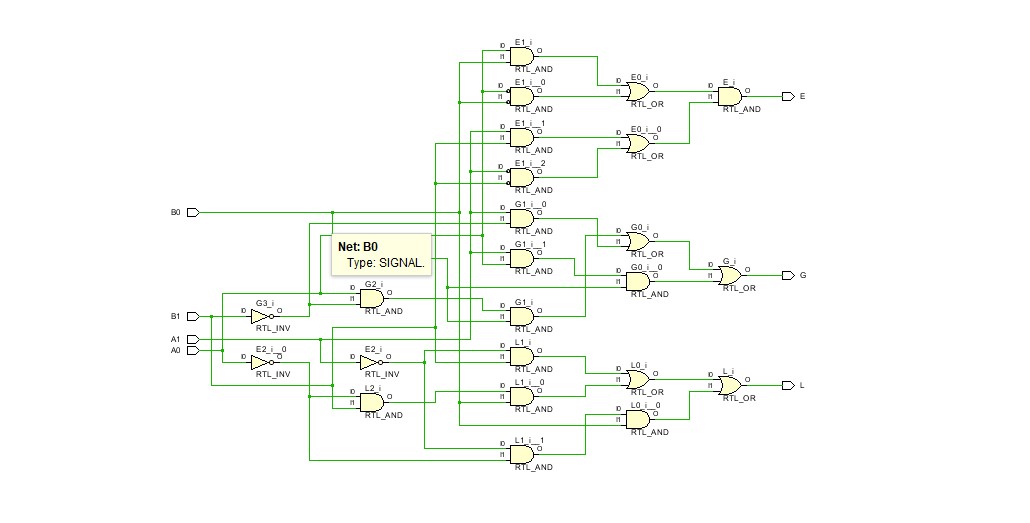 E1_i
I0
O
I1
RTL_AND
E1_i__0
I0
O
I1
RTL_AND
E0_i
I0
O
I1
RTL_OR
E_i
I0
O
I1
RTL_AND
E
E1_i__1
I0
O
I1
RTL_AND
E0_i__0
I0
O
I1
RTL_OR
E1_i__2
I0
O
I1
RTL_AND
B0
G1_i__0
I0
O
I1
RTL_AND
Net: B0
Type: SIGNAL.
G1_i__1
I0
O
I1
RTL_AND
G0_i
I0
O
I1
RTL_OR
G0_i__0
I0
O
I1
RTL_AND
G_i
I0
O
I1
RTL_OR
G
G2_i
I0
O
I1
RTL_AND
B1
G3_i
I0
O
RTL_INV
G1_i
I0
O
I1
RTL_AND
A1
A0
E2_i__0
I0
O
RTL_INV
E2_i
I0
O
RTL_INV
L1_i
I0
O
I1
RTL_AND
L2_i
I0
O
I1
RTL_AND
L1_i__0
I0
O
I1
RTL_AND
L0_i
I0
O
I1
RTL_OR
L_i
I0
O
I1
RTL_OR
L
L0_i__0
I0
O
I1
RTL_AND
L1_i__1
I0
O
I1
RTL_AND